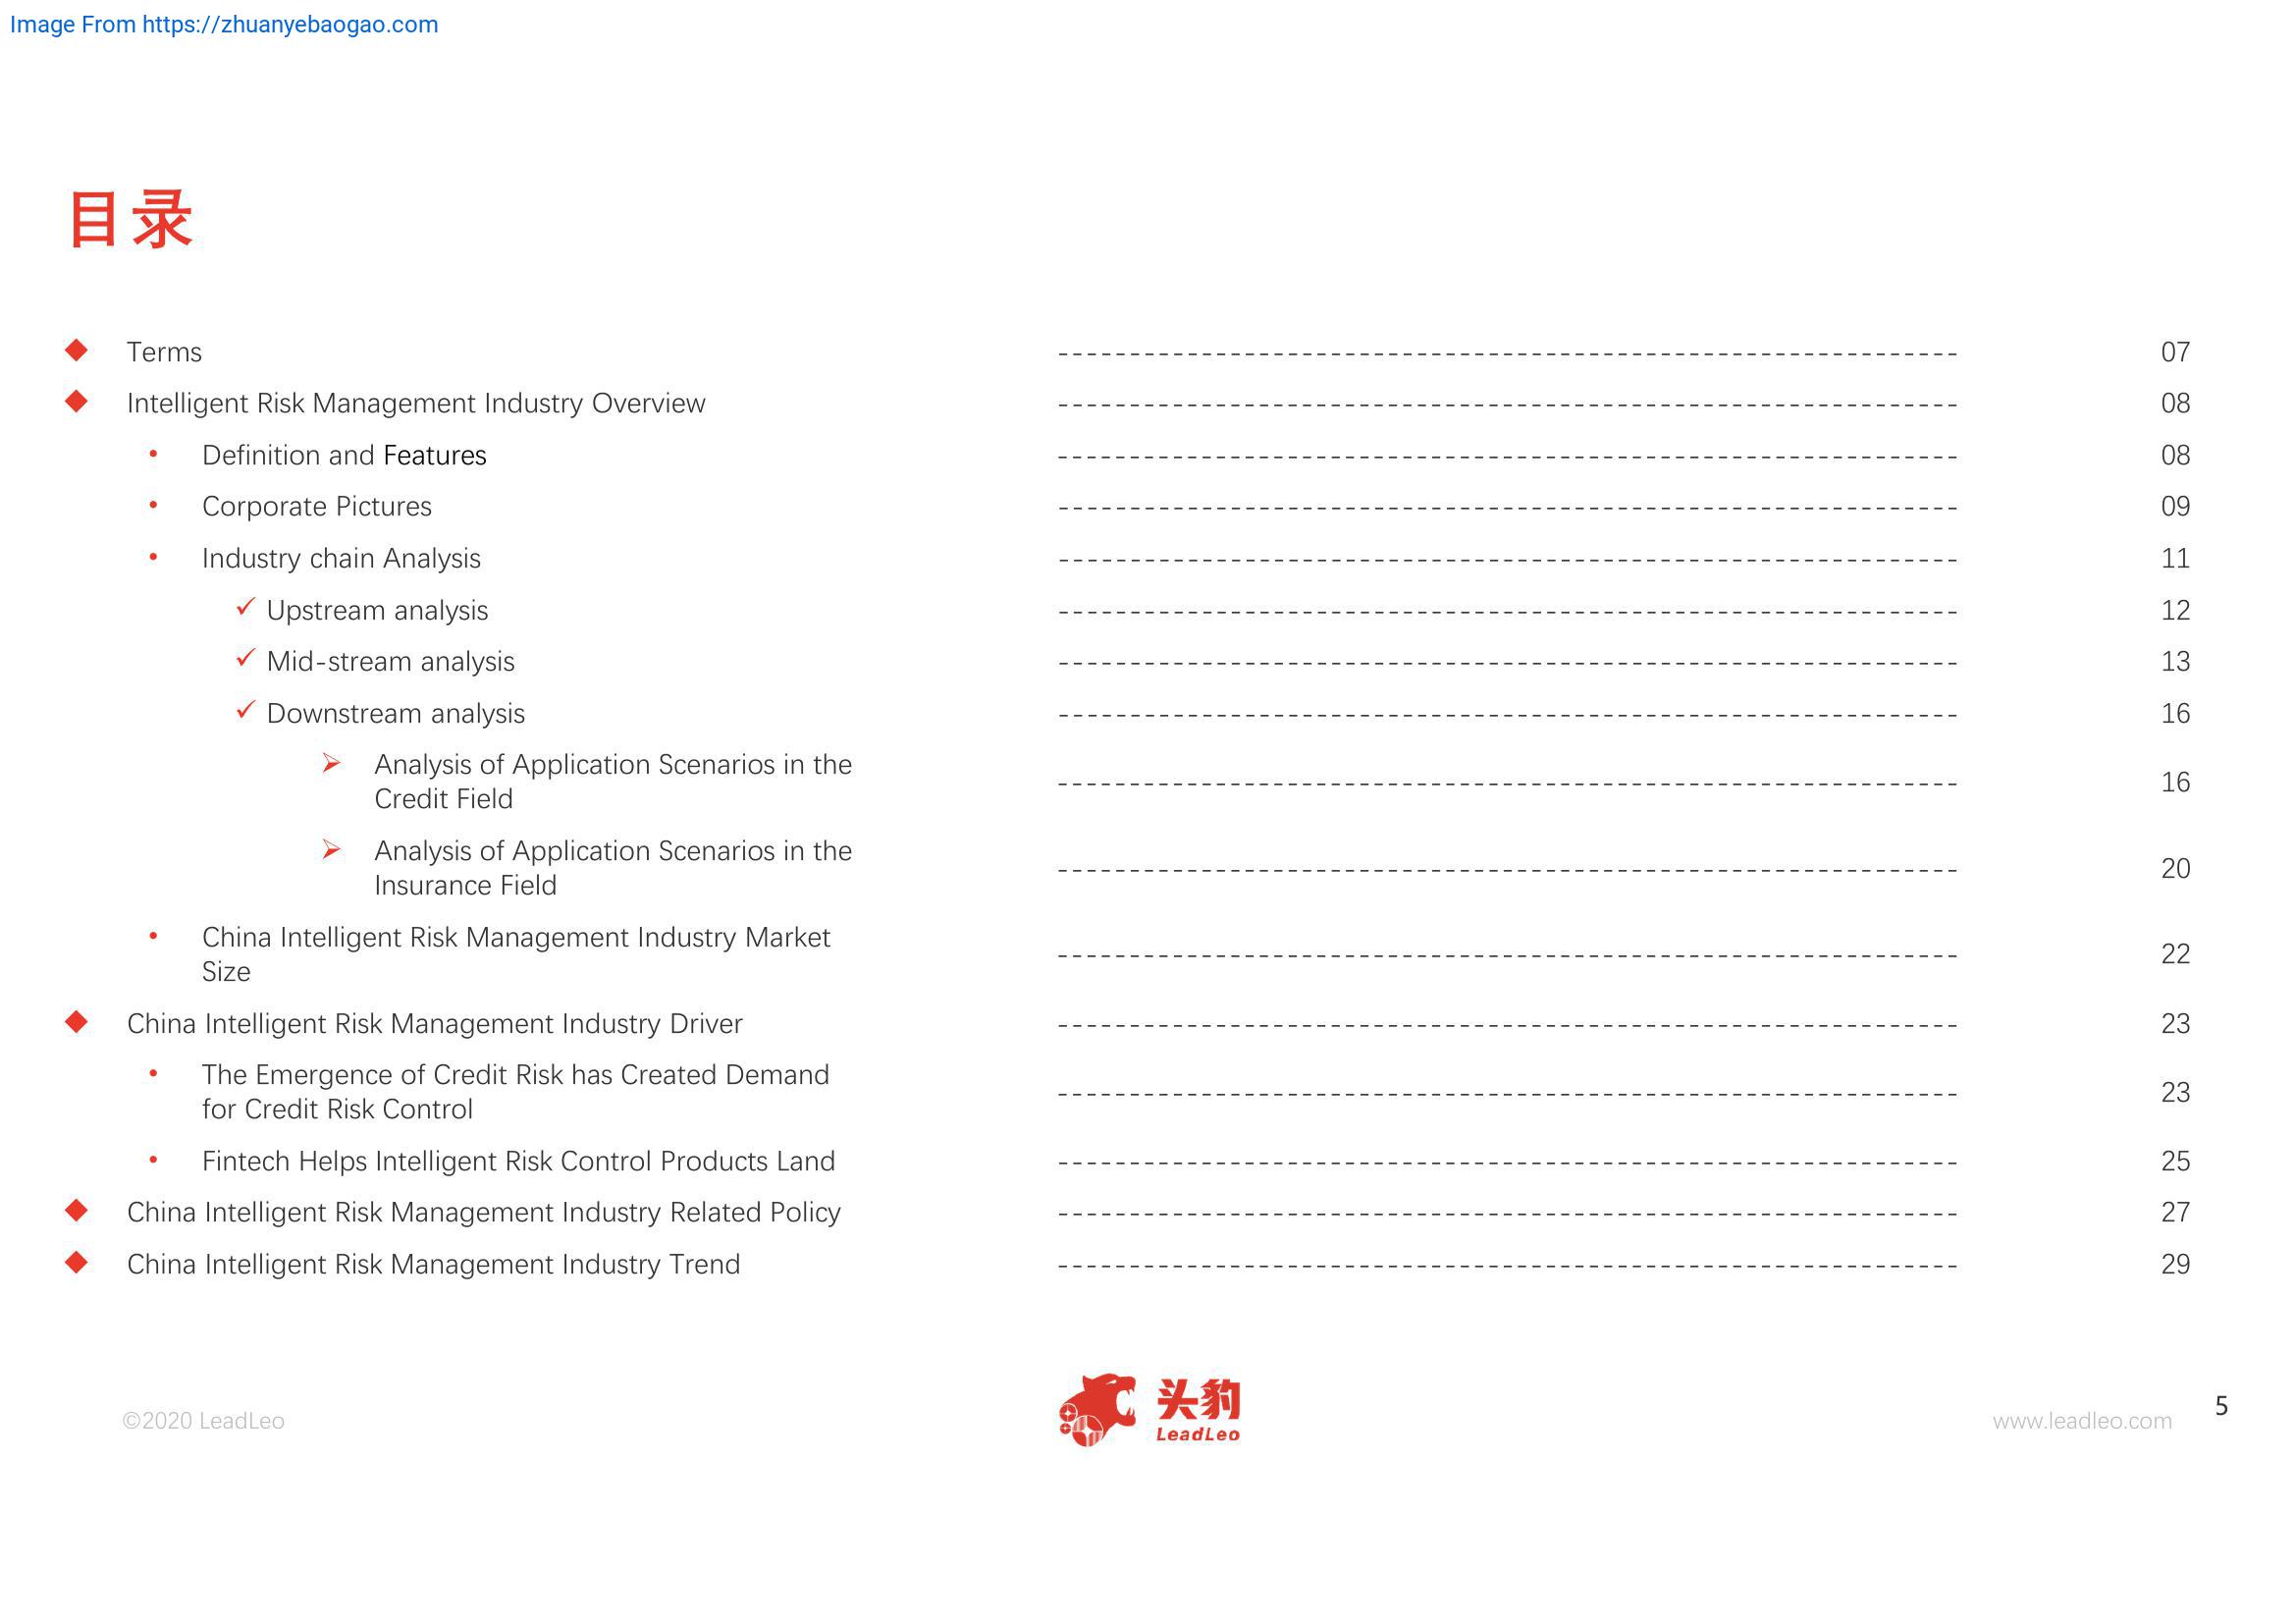 Image From https://zhuanyebaogao.com
目录
◆ Terms ---------------------------------------------------------------- 07
◆ Intelligent Risk Management Industry Overview ---------------------------------------------------------------- 08
• Definition and Features ---------------------------------------------------------------- 08
• Corporate Pictures ---------------------------------------------------------------- 09
• Industry chain Analysis ---------------------------------------------------------------- 11
✓ Upstream analysis ---------------------------------------------------------------- 12
✓ Mid-stream analysis ---------------------------------------------------------------- 13
✓ Downstream analysis ---------------------------------------------------------------- 16
➢ Analysis of Application Scenarios in the
Credit Field ---------------------------------------------------------------- 16
➢ Analysis of Application Scenarios in the
Insurance Field ---------------------------------------------------------------- 20
• China Intelligent Risk Management Industry Market
Size ---------------------------------------------------------------- 22
◆ China Intelligent Risk Management Industry Driver ---------------------------------------------------------------- 23
• The Emergence of Credit Risk has Created Demand
for Credit Risk Control ---------------------------------------------------------------- 23
• Fintech Helps Intelligent Risk Control Products Land ---------------------------------------------------------------- 25
◆ China Intelligent Risk Management Industry Related Policy ---------------------------------------------------------------- 27
◆ China Intelligent Risk Management Industry Trend ---------------------------------------------------------------- 29
©2020 LeadLeo
头豹
LeadLeo
www.leadleo.com
5